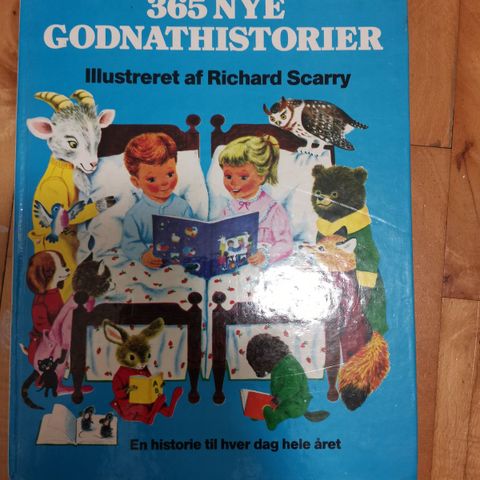 365 NYE
GODNATHISTORIER
Illustreret af Richard Scarry
En historie til hver dag hele året